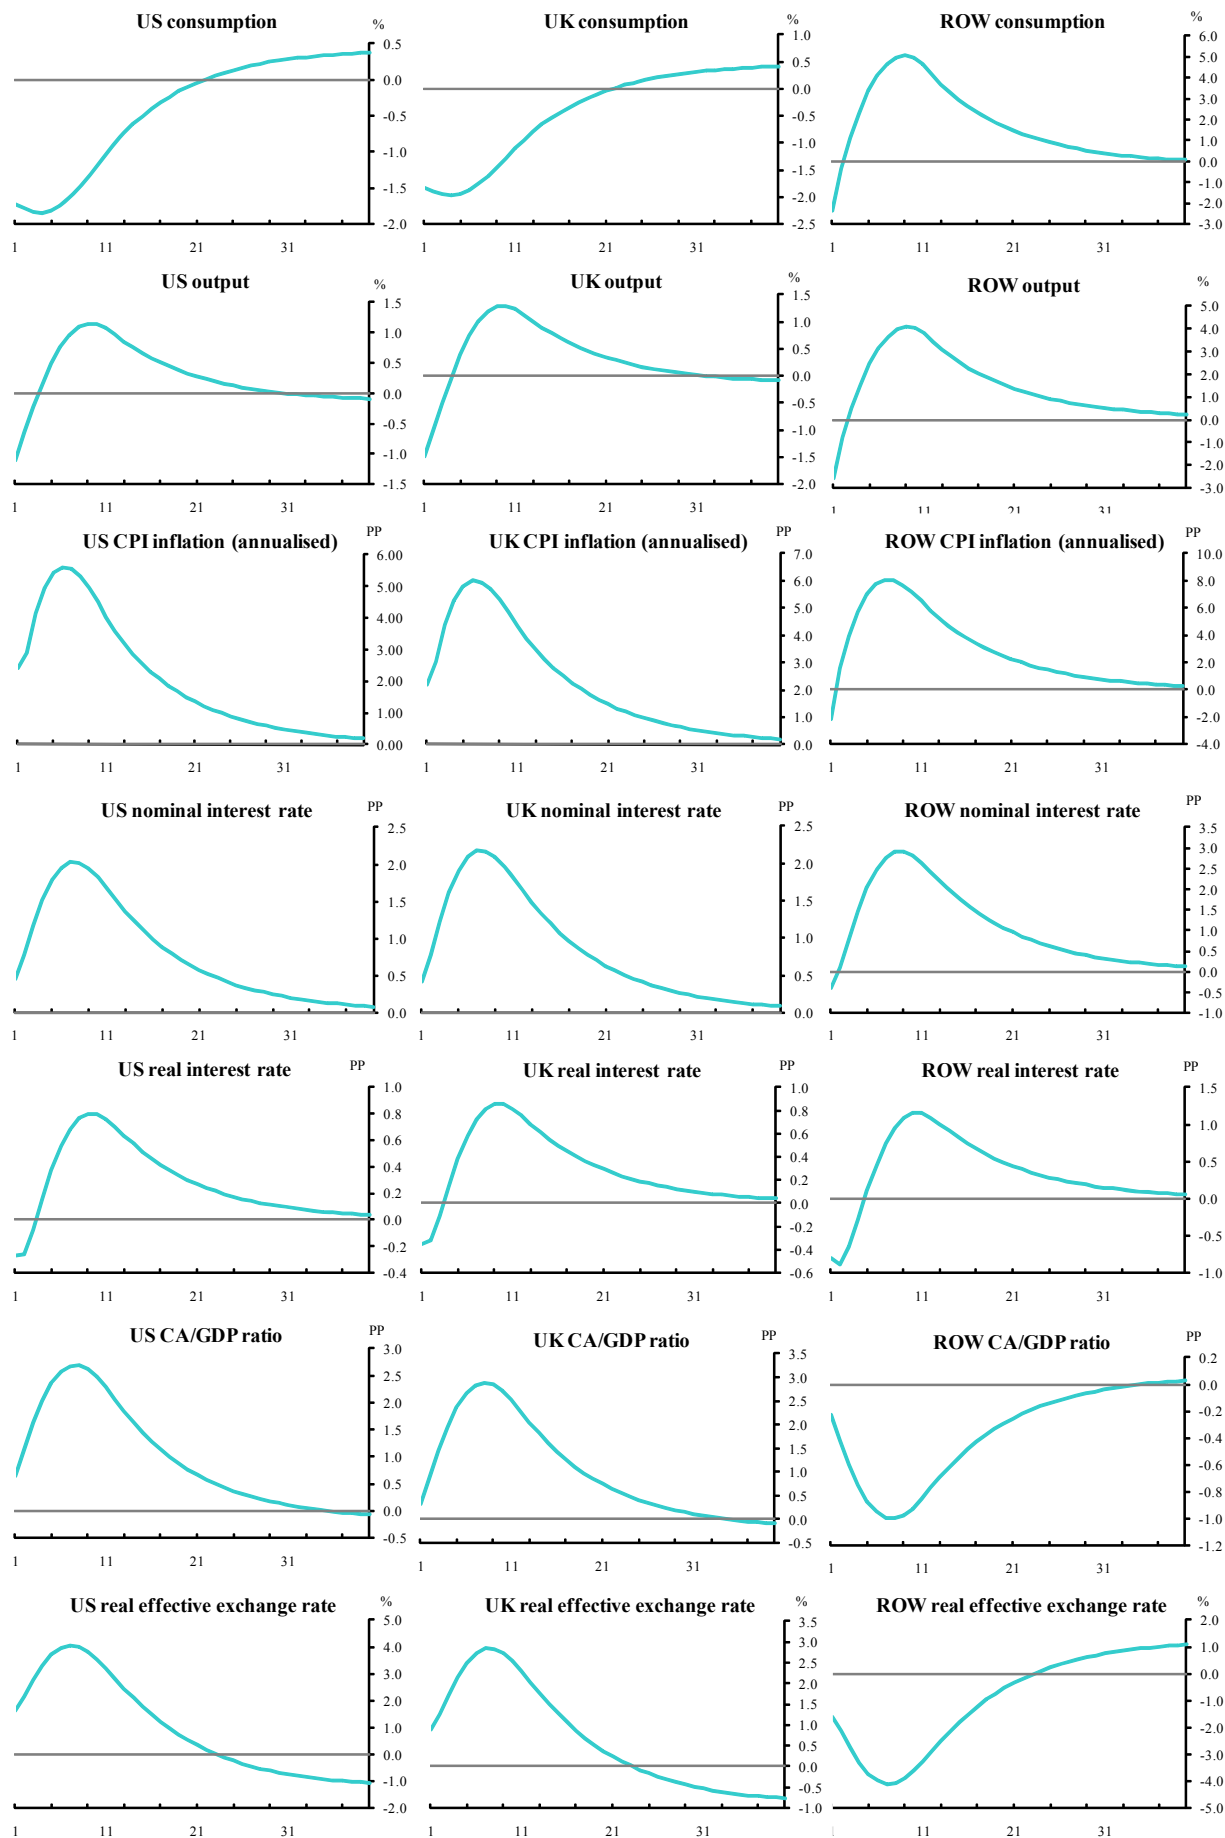 US consumption % UK consumption % ROW consumption %
0.5 0.0 -0.5 -1.0 -1.5 -2.0
1 11 21 31
1.0 0.5 0.0 -0.5 -1.0 -1.5 -2.0 -2.5
1 11 21 31
6.0 5.0 4.0 3.0 2.0 1.0 0.0 -1.0 -2.0 -3.0
1 11 21 31
US output % UK output % ROW output %
1.5 1.0 0.5 0.0 -0.5 -1.0 -1.5
1 11 21 31
1.5 1.0 0.5 0.0 -0.5 -1.0 -1.5 -2.0
1 11 21 31
5.0 4.0 3.0 2.0 1.0 0.0 -1.0 -2.0 -3.0
1 11 21 31
US CPI inflation (annualised) PP UK CPI inflation (annualised) PP ROW CPI inflation (annualised) PP
6.00 5.00 4.00 3.00 2.00 1.00 0.00
1 11 21 31
7.0 6.0 5.0 4.0 3.0 2.0 1.0 0.0
1 11 21 31
10.0 8.0 6.0 4.0 2.0 0.0 -2.0 -4.0
1 11 21 31
US nominal interest rate PP UK nominal interest rate PP ROW nominal interest rate PP
2.5 2.0 1.5 1.0 0.5 0.0
1 11 21 31
2.5 2.0 1.5 1.0 0.5 0.0
1 11 21 31
3.5 3.0 2.5 2.0 1.5 1.0 0.5 0.0 -0.5 -1.0
1 11 21 31
US real interest rate PP UK real interest rate PP ROW real interest rate PP
1.0 0.8 0.6 0.4 0.2 0.0 -0.2 -0.4
1 11 21 31
1.0 0.8 0.6 0.4 0.2 0.0 -0.2 -0.4 -0.6
1 11 21 31
1.5 1.0 0.5 0.0 -0.5 -1.0
1 11 21 31
US CA/GDP ratio PP UK CA/GDP ratio PP ROW CA/GDP ratio PP
3.0 2.5 2.0 1.5 1.0 0.5 0.0 -0.5
1 11 21 31
3.5 3.0 2.5 2.0 1.5 1.0 0.5 0.0 -0.5
1 11 21 31
0.2 0.0 -0.2 -0.4 -0.6 -0.8 -1.0 -1.2
1 11 21 31
US real effective exchange rate % UK real effective exchange rate % ROW real effective exchange rate %
5.0 4.0 3.0 2.0 1.0 0.0 -1.0 -2.0
1 11 21 31
3.5 3.0 2.5 2.0 1.5 1.0 0.5 0.0 -0.5 -1.0
1 11 21 31
2.0 1.0 0.0 -1.0 -2.0 -3.0 -4.0 -5.0
1 11 21 31